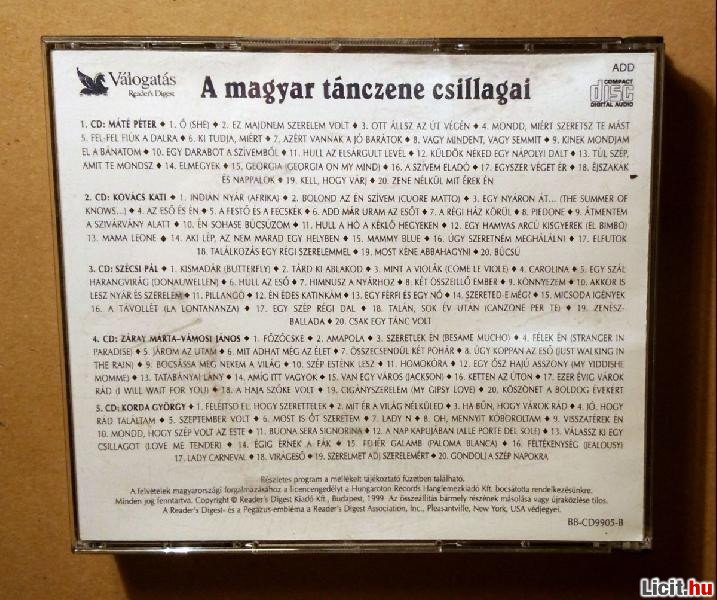 Válogatás
Reader's Digest
A magyar tánczene csillagai
ADD
COMPACT
disc
DIGITAL AUDIO
1. CD: MÁTÉ PÉTER ◆ 1. Ő (SHE) ◆ 2. EZ MAJDNEM SZERELEM VOLT ◆ 3. OTT ÁLLSZ AZ ÚT VÉGÉN ◆ 4. MONDD, MIÉRT SZERETSZ TE MÁST
5. FEL-FEL FIÚK A DALRA ◆ 6. KI TUDJA, MIÉRT ◆ 7. AZÉRT VANNAK A JÓ BARÁTOK ◆ 8. VAGY MINDENT, VAGY SEMMIT ◆ 9. KINEK MONDJAM
EL A BÁNATOM ◆ 10. EGY DARABOT A SZÍVEMBŐL ◆ 11. HULL AZ ELSÁRGULT LEVÉL ◆ 12. KÜLDÖK NEKED EGY NÁPOLYI DALT ◆ 13. TÚL SZÉP,
AMIT TE MONDSZ ◆ 14. ELMEGYEK ◆ 15. GEORGIA (GEORGIA ON MY MIND) ◆ 16. A SZÍVEM ELADÓ ◆ 17. EGYSZER VÉGET ÉR ◆ 18. ÉJSZAKÁK
ÉS NAPPALOK ◆ 19. KELL, HOGY VÁRJ ◆ 20. ZENE NÉLKÜL MIT ÉREK ÉN
2. CD: KOVÁCS KATI ◆ 1. INDIÁN NYÁR (AFRIKA) ◆ 2. BOLOND AZ ÉN SZÍVEM (CUORE MATTO) ◆ 3. EGY NYÁRON ÁT... (THE SUMMER OF
KNOWS...) ◆ 4. AZ ESŐ ÉS ÉN ◆ 5. A FESTŐ ÉS A FECSKÉK ◆ 6. ADD MÁR URAM AZ ESŐT ◆ 7. A RÉGI HÁZ KÖRÜL ◆ 8. PIEDONE ◆ 9. ÁTMENTEM
A SZIVÁRVÁNY ALATT ◆ 10. ÉN SOHASE BÚCSÚZOM ◆ 11. HULL A HÓ A KÉKLŐ HEGYEKEN ◆ 12. EGY HAMVAS ARCÚ KISGYEREK (EL BIMBO)
13. MAMA LEONE ◆ 14. AKI LÉP, AZ NEM MARAD EGY HELYBEN ◆ 15. MAMMY BLUE ◆ 16. ÚGY SZERETNÉM MEGHÁLÁLNI ◆ 17. ELFUTOK
18. TALÁLKOZÁS EGY RÉGI SZERELEMMEL ◆ 19. MOST KÉNE ABBAHAGYNI ◆ 20. BÚCSÚ
3. CD: SZÉCSI PÁL ◆ 1. KISMADÁR (BUTTERFLY) ◆ 2. TÁRD KI ABLAKOD ◆ 3. MINT A VIOLÁK (COME LE VIOLE) ◆ 4. CAROLINA ◆ 5. EGY SZÁL
HARANGVIRÁG (DONAUWELLEN) ◆ 6. HULL AZ ESŐ ◆ 7. HIMNUSZ A NYÁRHOZ ◆ 8. KÉT ÖSSZEILLŐ EMBER ◆ 9. KÖNNYEZEM ◆ 10. AKKOR IS
LESZ NYÁR ÉS SZERELEM ◆ 11. PILLANGÓ ◆ 12. ÉN ÉDES KATINKÁM ◆ 13. EGY FÉRFI ÉS EGY NŐ ◆ 14. SZERETED-E MÉG? ◆ 15. MICSODA IGÉNYEK
16. A TÁVOLLÉT (LA LONTANANZA) ◆ 17. EGY SZÉP RÉGI DAL ◆ 18. TALÁN, SOK ÉV UTÁN (CANZONE PER TE) ◆ 19. ZENÉSZ-
BALLADA ◆ 20. CSAK EGY TÁNC VOLT
4. CD: ZÁRAY MÁRTA–VÁMOSI JÁNOS ◆ 1. FŐZŐCSKE ◆ 2. AMAPOLA ◆ 3. SZERETLEK ÉN (BESAME MUCHO) ◆ 4. FÉLEK ÉN (STRANGER IN
PARADISE) ◆ 5. JÁROM AZ UTAM ◆ 6. MIT ADHAT MÉG AZ ÉLET ◆ 7. ÖSSZECSENDÜL KÉT POHÁR ◆ 8. ÚGY KOPPAN AZ ESŐ (JUST WALKING IN
THE RAIN) ◆ 9. BOCSÁSSA MEG NEKEM A VILÁG ◆ 10. SZÉP ESTÉNK LESZ ◆ 11. HOMOKÓRA ◆ 12. EGY ŐSZ HAJÚ ASSZONY (MY YIDDISHE
MOMME) ◆ 13. TATABÁNYAI LÁNY ◆ 14. AMÍG ITT VAGYOK ◆ 15. VAN EGY VÁROS (JACKSON) ◆ 16. KETTEN AZ ÚTON ◆ 17. EZER ÉVIG VÁROK
RÁD (I WILL WAIT FOR YOU) ◆ 18. A HAJA SZŐKE VOLT ◆ 19. CIGÁNYSZERELEM (MY GIPSY LOVE) ◆ 20. KÖSZÖNET A BOLDOG ÉVEKÉRT
5. CD: KORDA GYÖRGY ◆ 1. FELEJTSD EL, HOGY SZERETTELEK ◆ 2. MIT ÉR A VILÁG NÉLKÜLED ◆ 3. HA BŰN, HOGY VÁROK RÁD ◆ 4. JÓ, HOGY
RÁD TALÁLTAM ◆ 5. SZEPTEMBER VOLT ◆ 6. MOST IS ŐT SZERETEM ◆ 7. LADY N ◆ 8. OH, MENNYIT KÓBOROLTAM ◆ 9. VISSZATÉREK ÉN
10. MONDD, HOGY SZÉP VOLT AZ ESTE ◆ 11. BUONA SERA SIGNORINA ◆ 12. A NAP KAPUJÁBAN (ALLE PORTE DEL SOLE) ◆ 13. VÁLASSZ KI EGY
CSILLAGOT (LOVE ME TENDER) ◆ 14. ÉGIG ÉRNEK A FÁK ◆ 15. FEHÉR GALAMB (PALOMA BLANCA) ◆ 16. FÉLTÉKENYSÉG (JEALOUSY)
17. LADY CARNEVAL ◆ 18. VIRÁGESŐ ◆ 19. SZERELMET ADJ SZERELEMÉRT ◆ 20. GONDOLJ A SZÉP NAPOKRA
Részletes program a mellékelt tájékoztató füzetben található.
A felvételek magyarországi forgalmazásához a licencengedélyt a Hungaroton Records Hanglemezkiadó Kft. bocsátotta rendelkezésünkre.
Minden jog fenntartva. Copyright © Reader's Digest Kiadó Kft., Budapest, 1999. Az összeállítás bármely részének másolása vagy újraközlése tilos.
A Reader's Digest- és a Pegazus-embléma a Reader's Digest Association, Inc., Pleasantville, New York, USA védjegyei.
BB-CD9905-B
Licit.hu